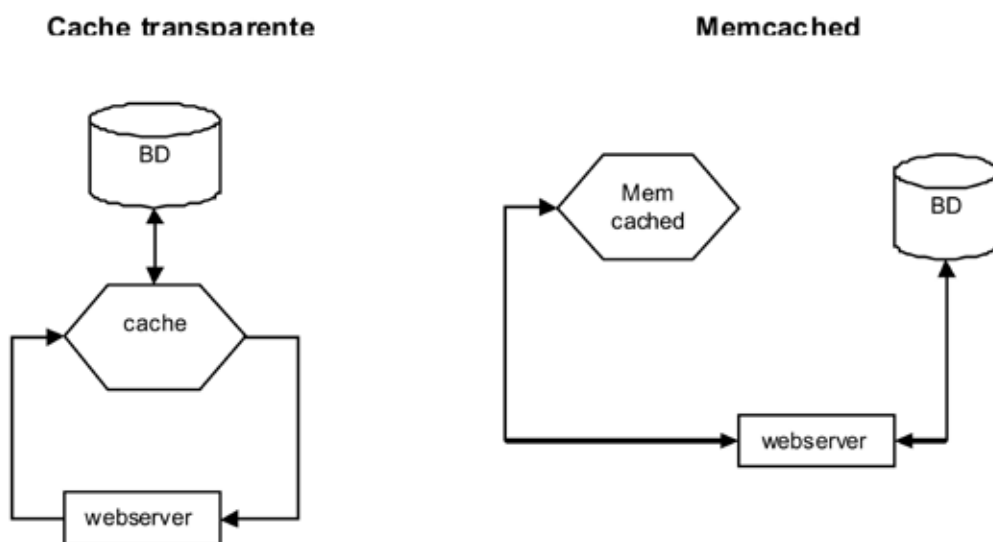 Cache transparente
BD
cache
webserver
Memcached
Mem
cached
BD
webserver